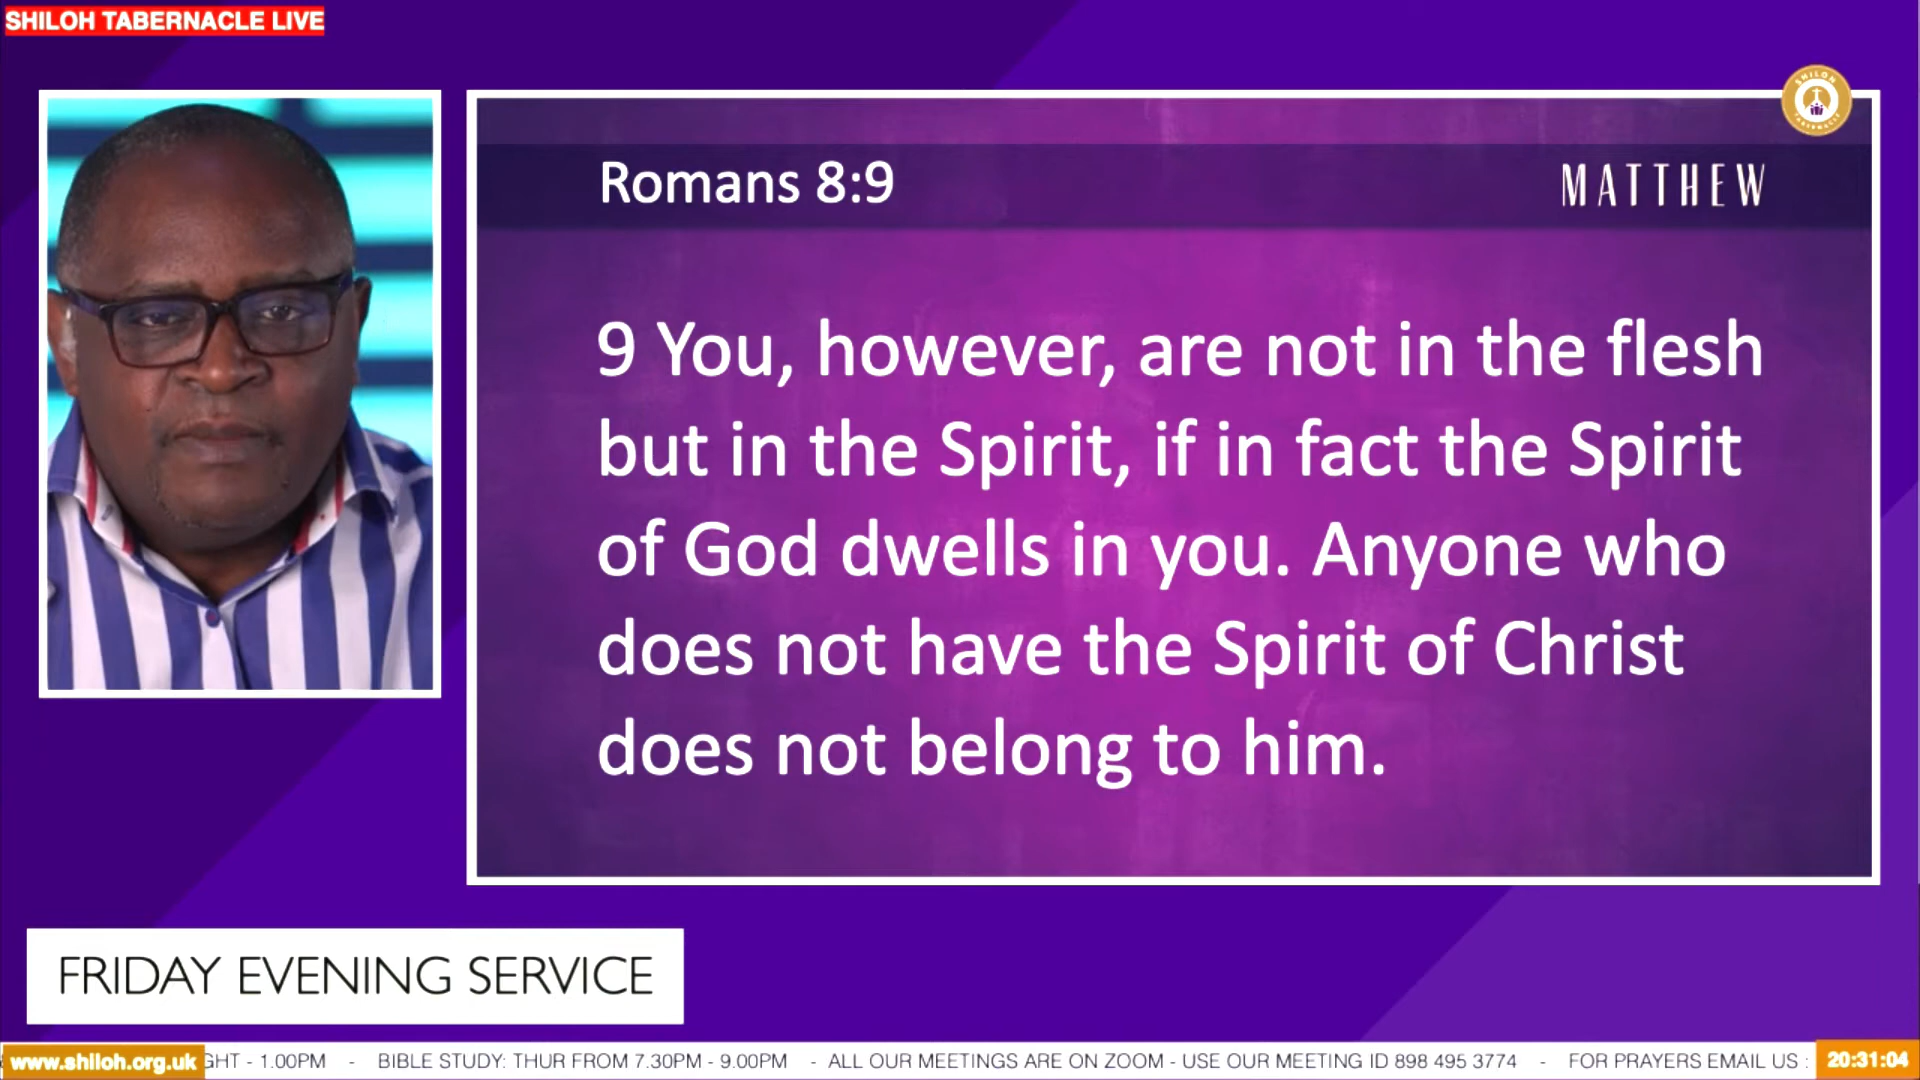 SHILOH TABERNACLE LIVE
SHILOH
TABERNACLE
Romans 8:9
MATTHEW
9 You, however, are not in the flesh
but in the Spirit, if in fact the Spirit
of God dwells in you. Anyone who
does not have the Spirit of Christ
does not belong to him.
FRIDAY EVENING SERVICE
www.shiloh.org.uk GHT - 1.00PM - BIBLE STUDY: THUR FROM 7.30PM - 9.00PM - ALL OUR MEETINGS ARE ON ZOOM - USE OUR MEETING ID 898 495 3774 - FOR PRAYERS EMAIL US : 20:31:04